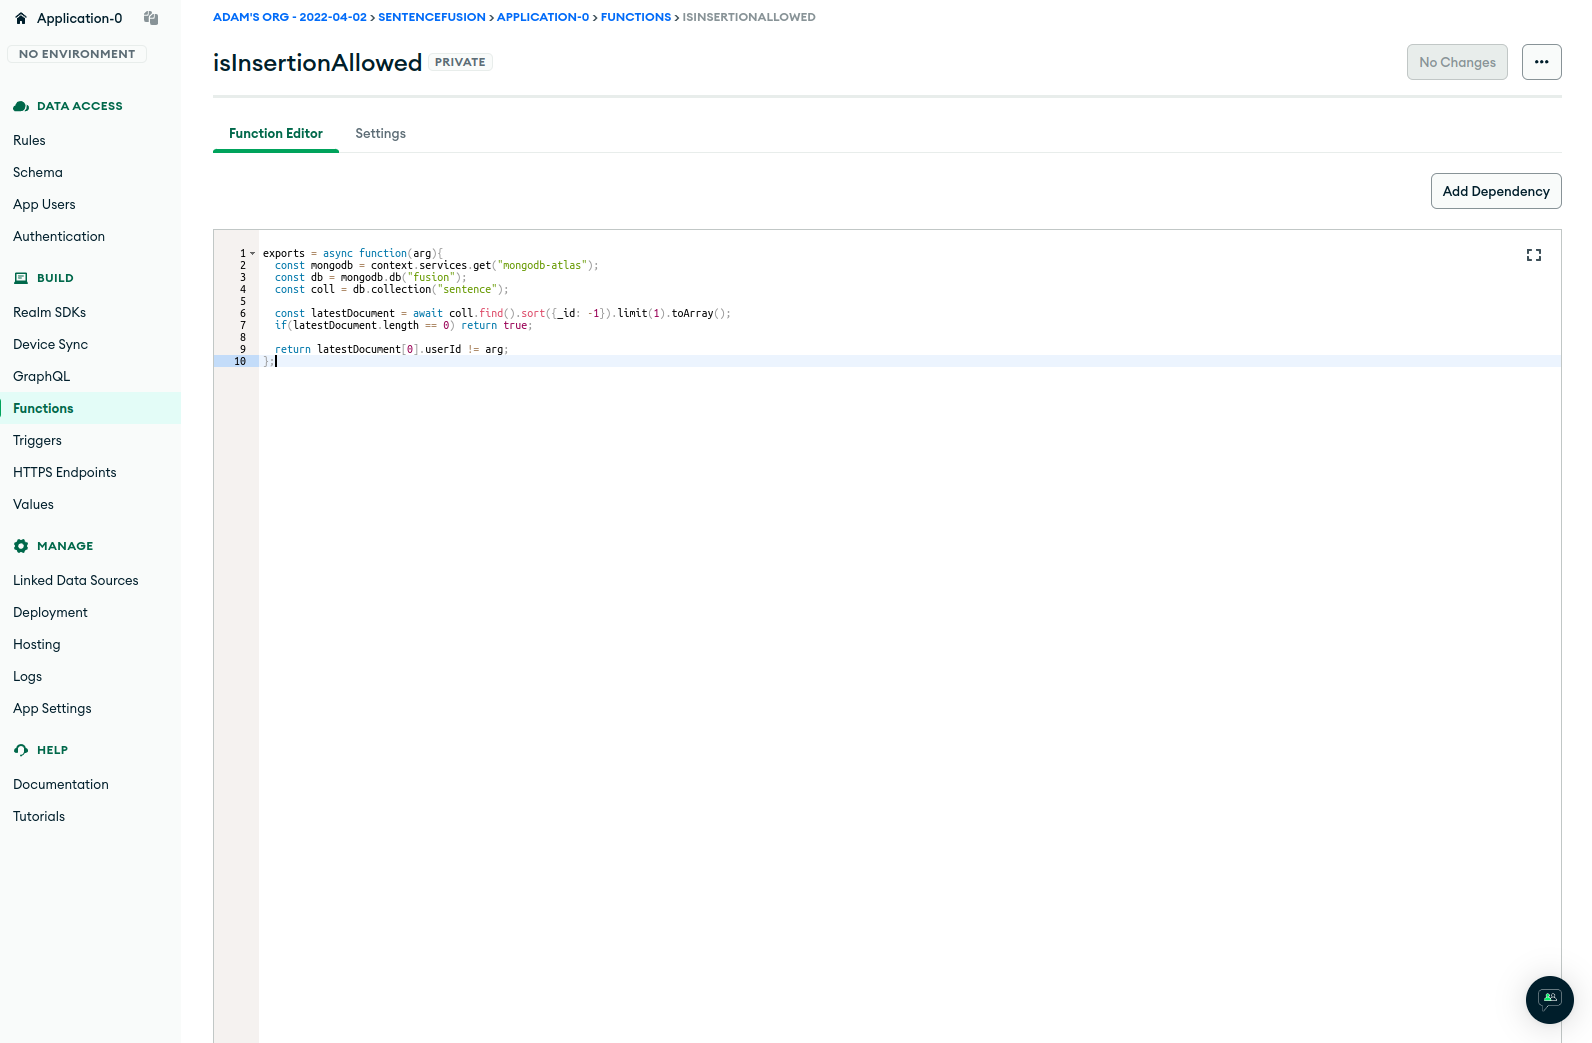 Application-0
NO ENVIRONMENT
DATA ACCESS
Rules
Schema
App Users
Authentication
BUILD
Realm SDKs
Device Sync
GraphQL
Functions
Triggers
HTTPS Endpoints
Values
MANAGE
Linked Data Sources
Deployment
Hosting
Logs
App Settings
HELP
Documentation
Tutorials
ADAM'S ORG - 2022-04-02 > SENTENCEFUSION > APPLICATION-0 > FUNCTIONS > ISINSERTIONALLOWED
isInsertionAllowed PRIVATE
No Changes
Function Editor Settings
Add Dependency
1 exports = async function(arg){
2   const mongodb = context.services.get("mongodb-atlas");
3   const db = mongodb.db("fusion");
4   const coll = db.collection("sentence");
5
6   const latestDocument = await coll.find().sort({_id: -1}).limit(1).toArray();
7   if(latestDocument.length == 0) return true;
8
9   return latestDocument[0].userId != arg;
10 };